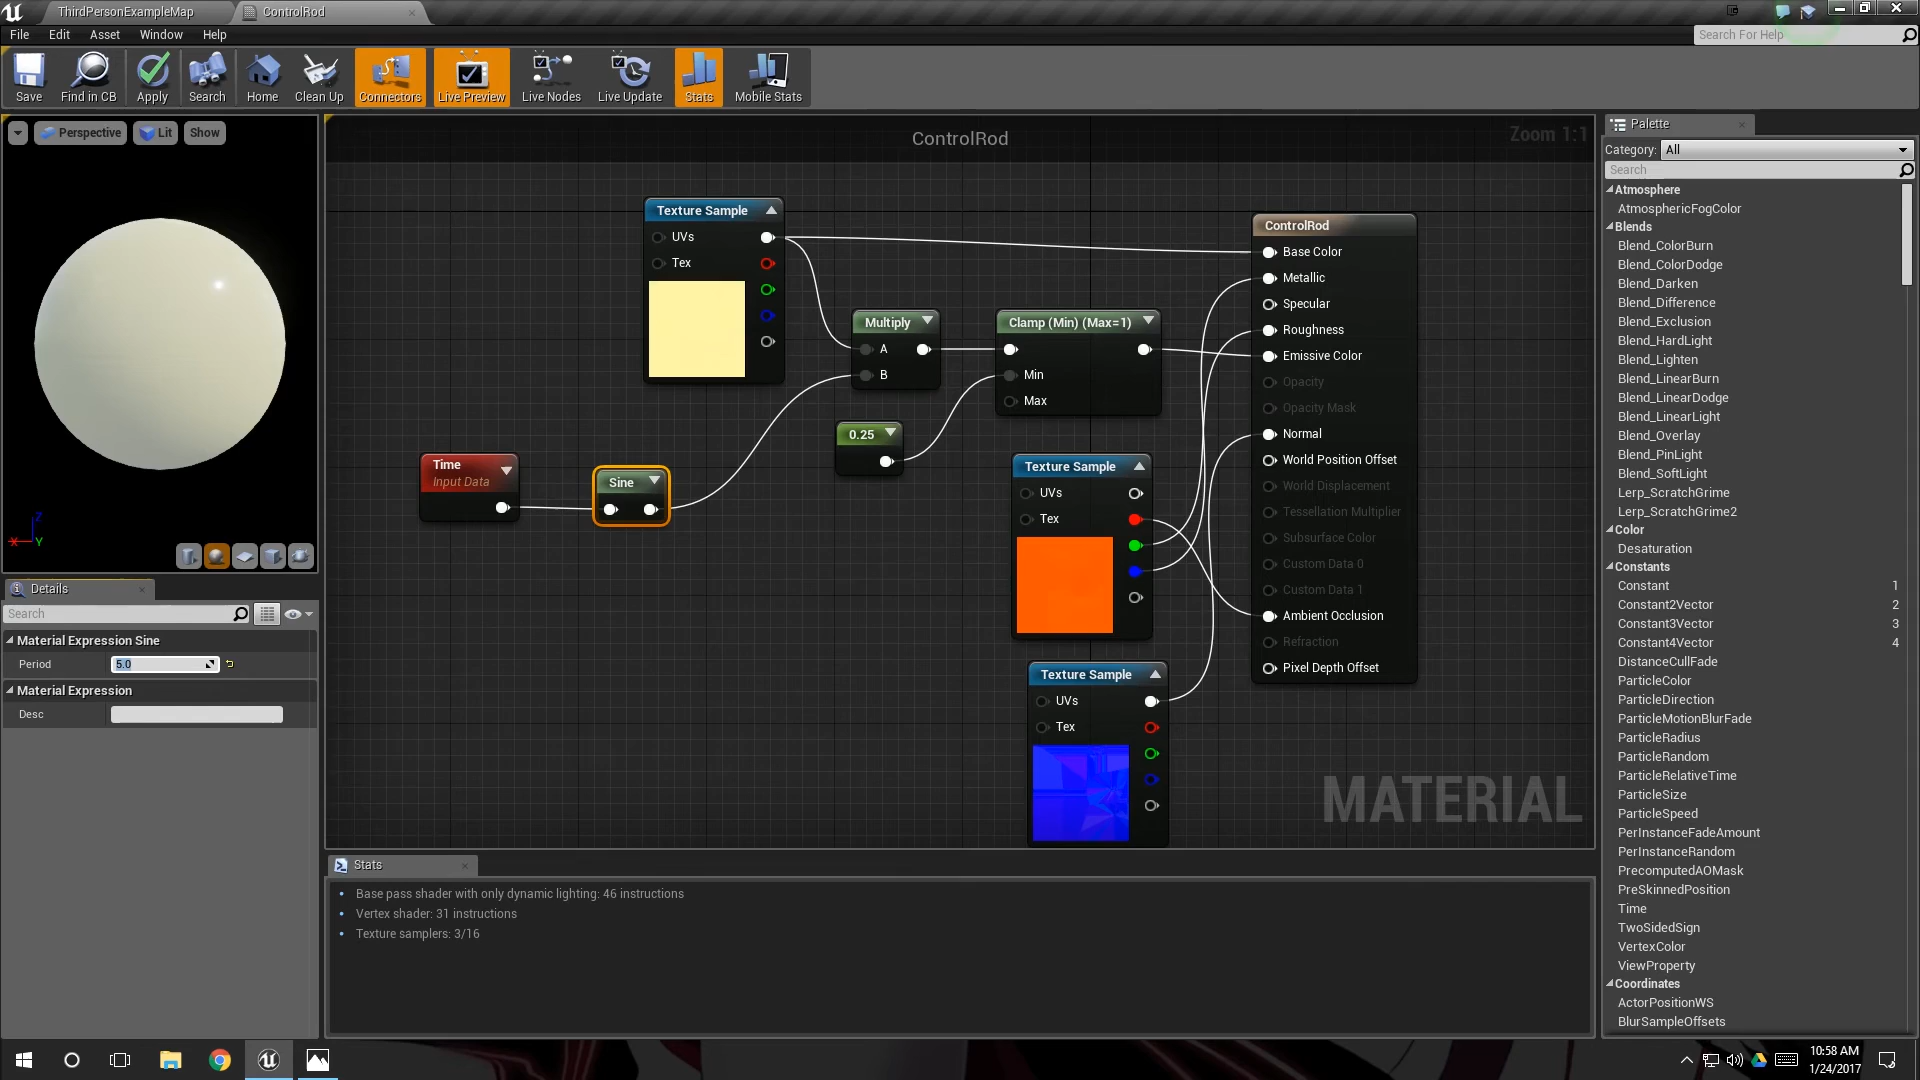 ThirdPersonExampleMap
ControlRod
File Edit Asset Window Help
Search For Help
Save
Find in CB
Apply
Search
Home
Clean Up
Connectors
Live Preview
Live Nodes
Live Update
Stats
Mobile Stats
Perspective
Lit
Show
Z
X
Y
ControlRod
Zoom 1:1
Texture Sample
UVs
Tex
Multiply
A
B
Clamp (Min) (Max=1)
Min
Max
0.25
Time
Input Data
Sine
Texture Sample
UVs
Tex
Texture Sample
UVs
Tex
ControlRod
Base Color
Metallic
Specular
Roughness
Emissive Color
Opacity
Opacity Mask
Normal
World Position Offset
World Displacement
Tessellation Multiplier
Subsurface Color
Custom Data 0
Custom Data 1
Ambient Occlusion
Refraction
Pixel Depth Offset
MATERIAL
Details
Search
Material Expression Sine
Period 5.0
Material Expression
Desc
Stats
Base pass shader with only dynamic lighting: 46 instructions
Vertex shader: 31 instructions
Texture samplers: 3/16
Palette
Category: All
Search
Atmosphere
AtmosphericFogColor
Blends
Blend_ColorBurn
Blend_ColorDodge
Blend_Darken
Blend_Difference
Blend_Exclusion
Blend_HardLight
Blend_Lighten
Blend_LinearBurn
Blend_LinearDodge
Blend_LinearLight
Blend_Overlay
Blend_PinLight
Blend_SoftLight
Lerp_ScratchGrime
Lerp_ScratchGrime2
Color
Desaturation
Constants
Constant 1
Constant2Vector 2
Constant3Vector 3
Constant4Vector 4
DistanceCullFade
ParticleColor
ParticleDirection
ParticleMotionBlurFade
ParticleRadius
ParticleRandom
ParticleRelativeTime
ParticleSize
ParticleSpeed
PerInstanceFadeAmount
PerInstanceRandom
PrecomputedAOMask
PreSkinnedPosition
Time
TwoSidedSign
VertexColor
ViewProperty
Coordinates
ActorPositionWS
BlurSampleOffsets
10:58 AM
1/24/2017